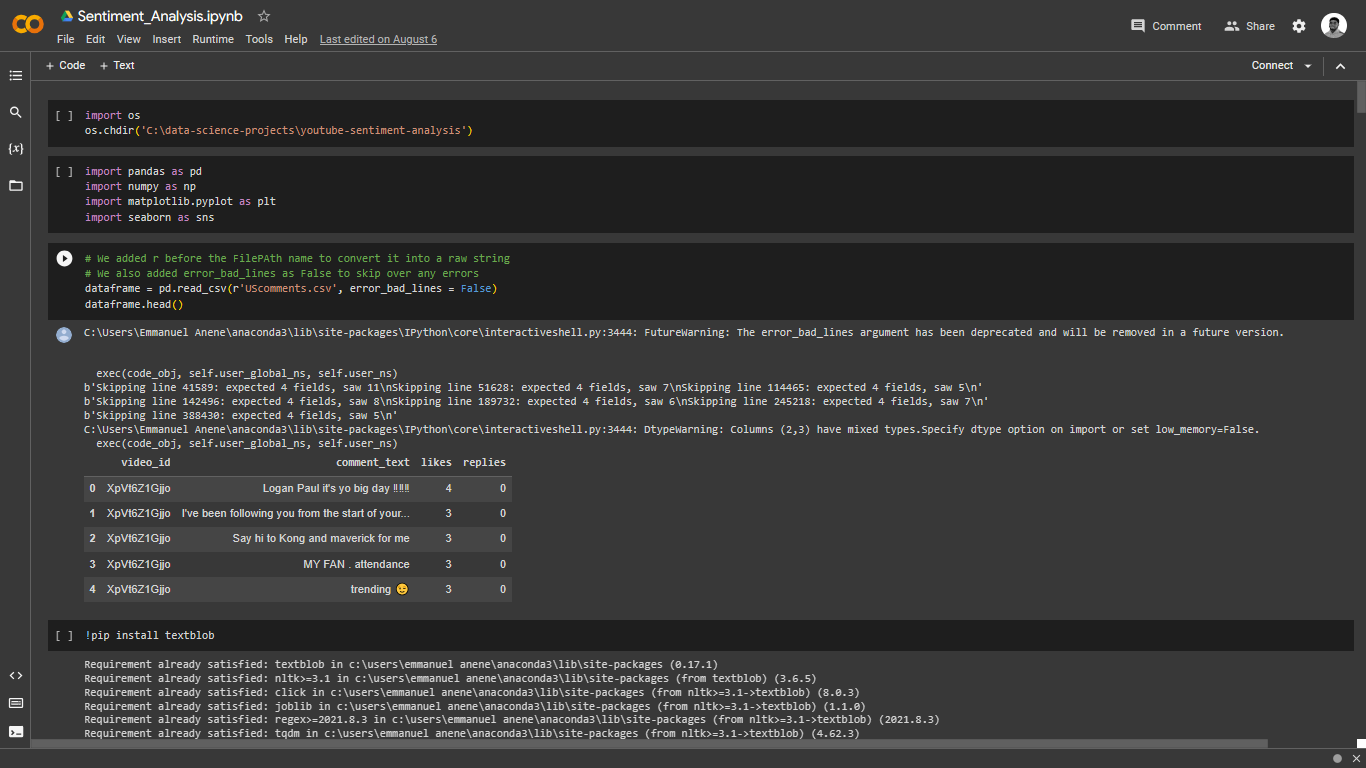 Sentiment_Analysis.ipynb
File Edit View Insert Runtime Tools Help Last edited on August 6
Comment Share
+ Code + Text
Connect
[ ] import os
os.chdir('C:\data-science-projects\youtube-sentiment-analysis')
[ ] import pandas as pd
import numpy as np
import matplotlib.pyplot as plt
import seaborn as sns
# We added r before the FilePAth name to convert it into a raw string
# We also added error_bad_lines as False to skip over any errors
dataframe = pd.read_csv(r'UScomments.csv', error_bad_lines = False)
dataframe.head()
C:\Users\Emmanuel Anene\anaconda3\lib\site-packages\IPython\core\interactiveshell.py:3444: FutureWarning: The error_bad_lines argument has been deprecated and will be removed in a future version.
exec(code_obj, self.user_global_ns, self.user_ns)
b'Skipping line 41589: expected 4 fields, saw 11\nSkipping line 51628: expected 4 fields, saw 7\nSkipping line 114465: expected 4 fields, saw 5\n'
b'Skipping line 142496: expected 4 fields, saw 8\nSkipping line 189732: expected 4 fields, saw 6\nSkipping line 245218: expected 4 fields, saw 7\n'
b'Skipping line 388430: expected 4 fields, saw 5\n'
C:\Users\Emmanuel Anene\anaconda3\lib\site-packages\IPython\core\interactiveshell.py:3444: DtypeWarning: Columns (2,3) have mixed types.Specify dtype option on import or set low_memory=False.
exec(code_obj, self.user_global_ns, self.user_ns)
video_id comment_text likes replies
0 XpVt6Z1Gjjo Logan Paul it's yo big day ‼️‼️‼️ 4 0
1 XpVt6Z1Gjjo I've been following you from the start of your... 3 0
2 XpVt6Z1Gjjo Say hi to Kong and maverick for me 3 0
3 XpVt6Z1Gjjo MY FAN . attendance 3 0
4 XpVt6Z1Gjjo trending 😉 3 0
[ ] !pip install textblob
Requirement already satisfied: textblob in c:\users\emmanuel anene\anaconda3\lib\site-packages (0.17.1)
Requirement already satisfied: nltk>=3.1 in c:\users\emmanuel anene\anaconda3\lib\site-packages (from textblob) (3.6.5)
Requirement already satisfied: click in c:\users\emmanuel anene\anaconda3\lib\site-packages (from nltk>=3.1->textblob) (8.0.3)
Requirement already satisfied: joblib in c:\users\emmanuel anene\anaconda3\lib\site-packages (from nltk>=3.1->textblob) (1.1.0)
Requirement already satisfied: regex>=2021.8.3 in c:\users\emmanuel anene\anaconda3\lib\site-packages (from nltk>=3.1->textblob) (2021.8.3)
Requirement already satisfied: tqdm in c:\users\emmanuel anene\anaconda3\lib\site-packages (from nltk>=3.1->textblob) (4.62.3)